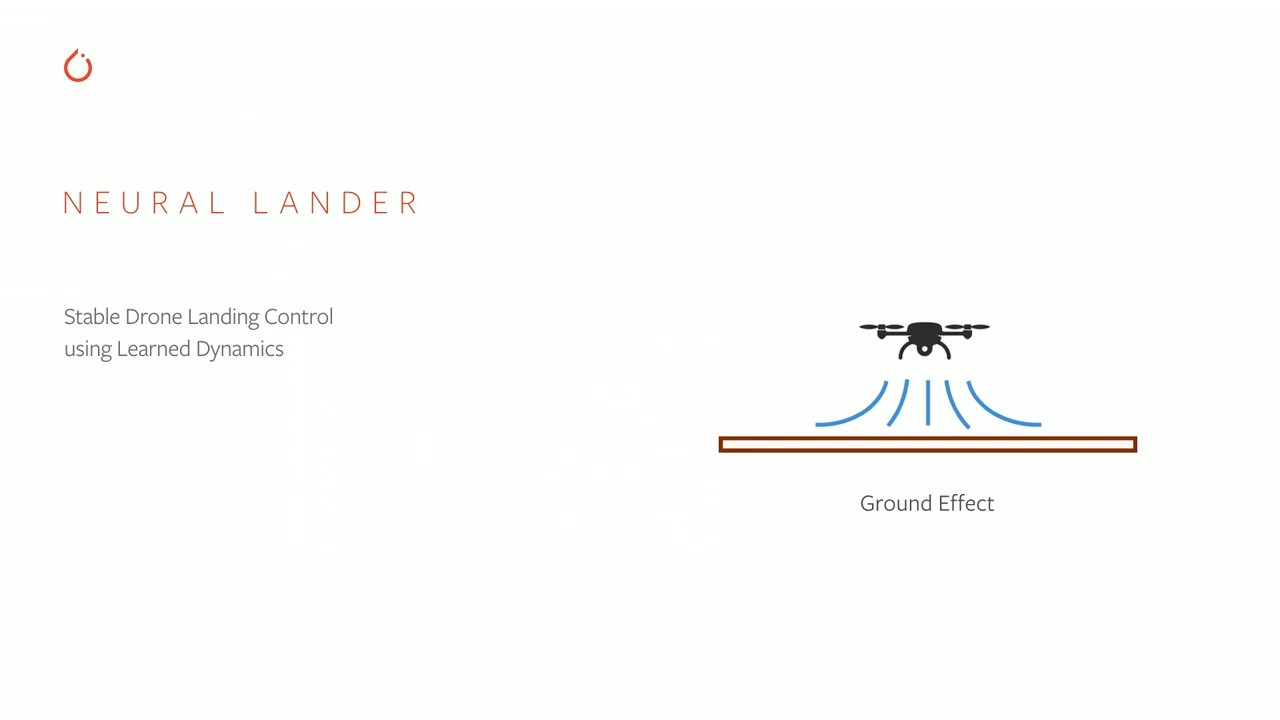 NEURAL LANDER
Stable Drone Landing Control
using Learned Dynamics
Ground Effect